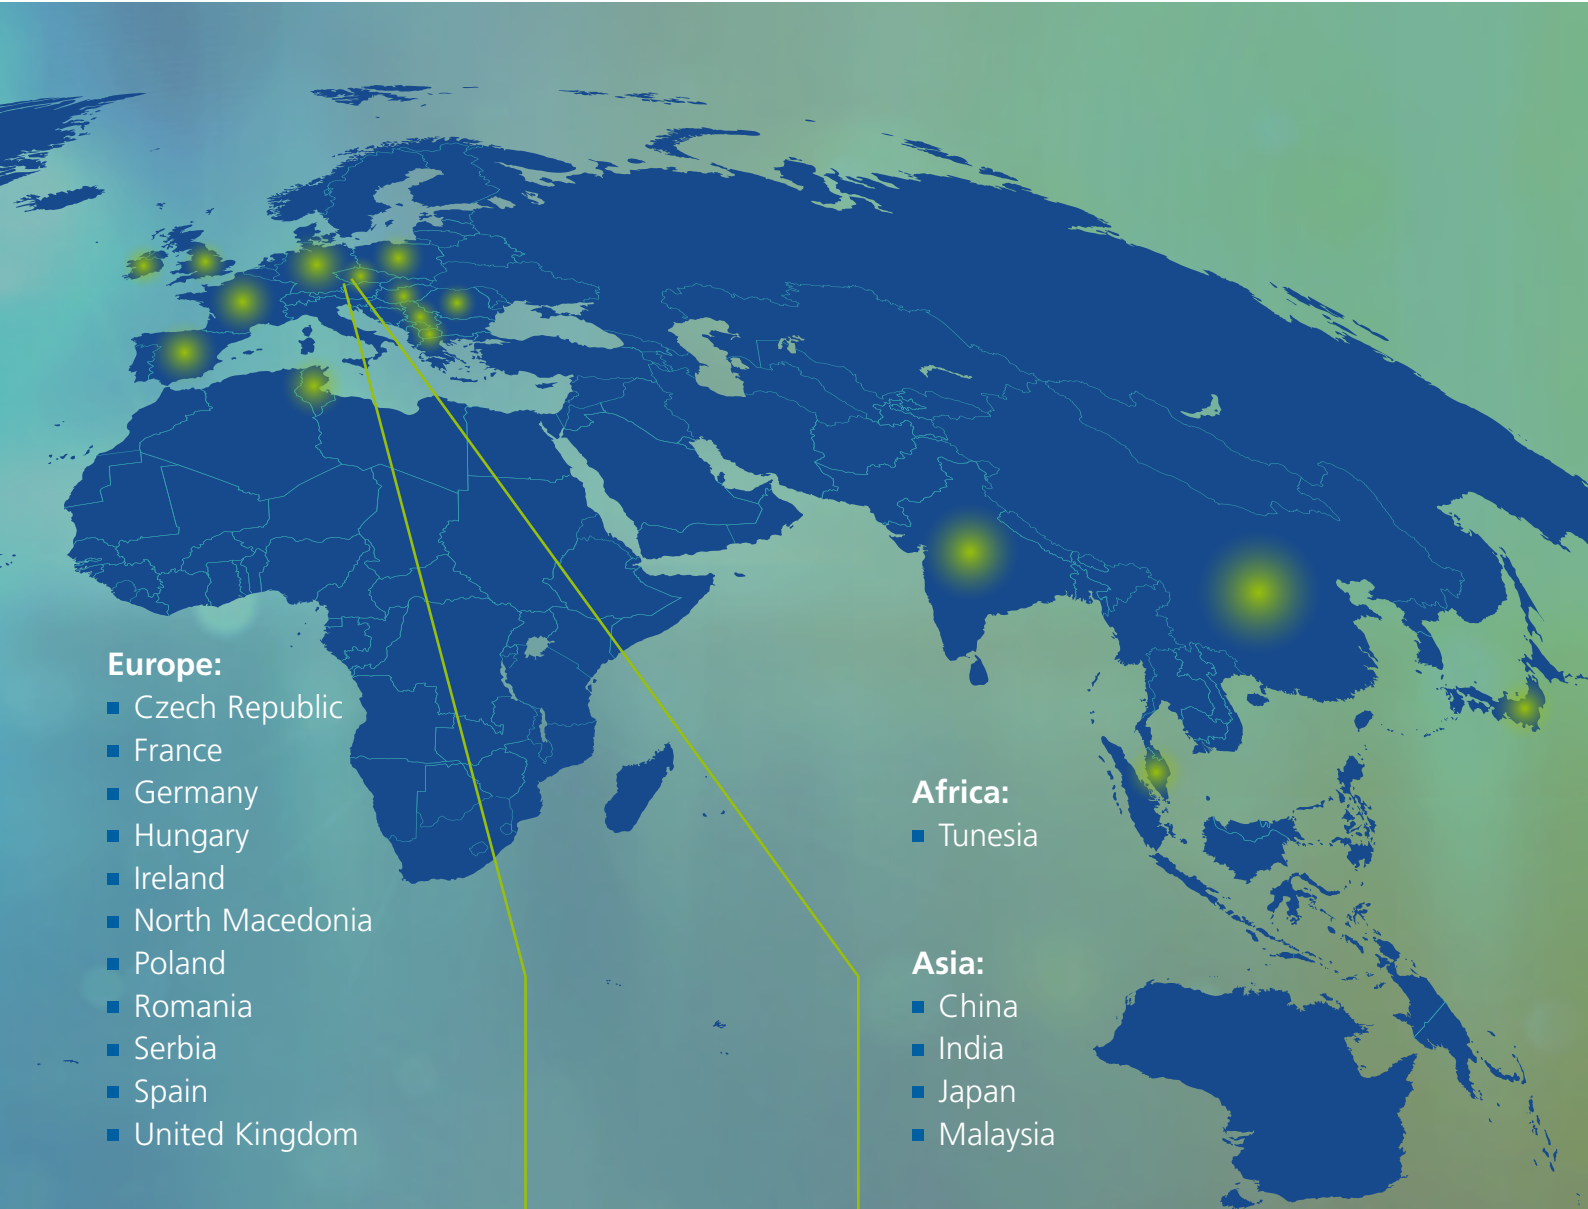 Europe:
Czech Republic
France
Germany
Hungary
Ireland
North Macedonia
Poland
Romania
Serbia
Spain
United Kingdom
Africa:
Tunesia
Asia:
China
India
Japan
Malaysia